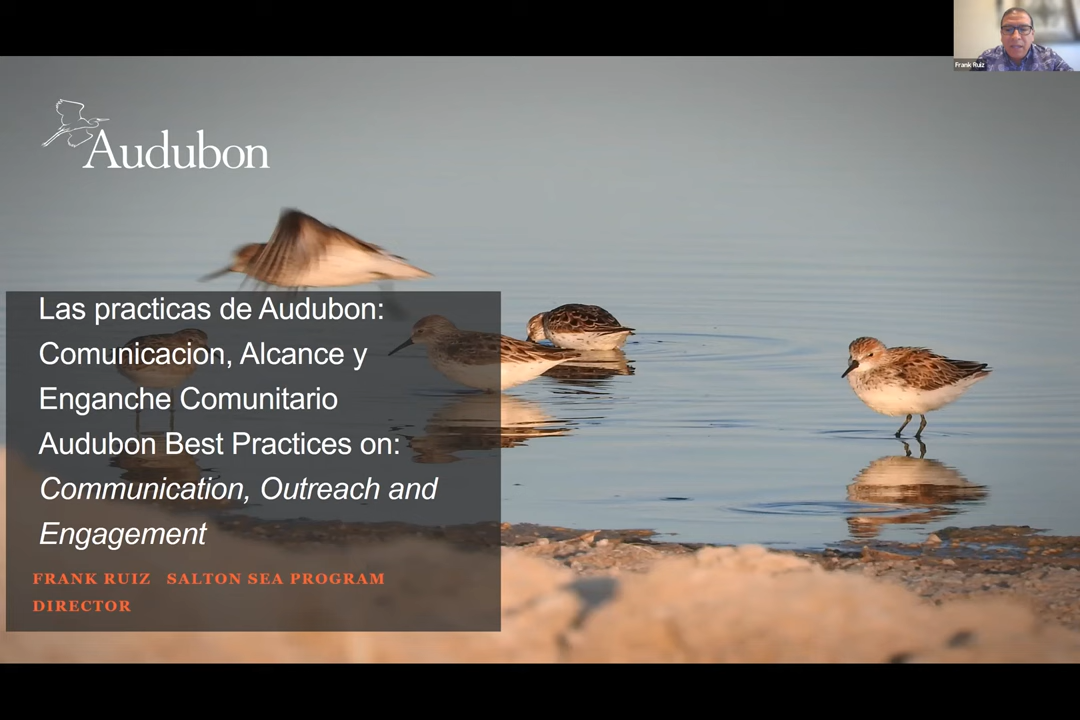 Frank Ruiz
Audubon
Las practicas de Audubon:
Comunicacion, Alcance y
Enganche Comunitario
Audubon Best Practices on:
Communication, Outreach and
Engagement
FRANK RUIZ SALTON SEA PROGRAM
DIRECTOR